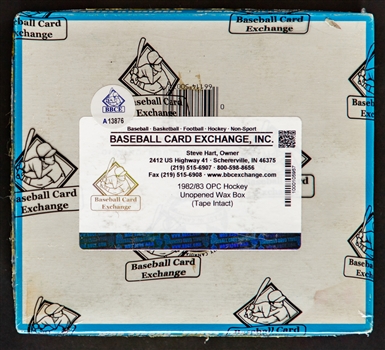 Baseball Card
Exchange
Baseball Card
Exchange
Baseball Card
Exchange
BBCE
A13876
0
Baseball · basketball · Football · Hockey · Non-Sport
BASEBALL CARD EXCHANGE, INC.
Steve Hart, Owner
2412 US Highway 41 · Schererville, IN 46375
(219) 515-6907 · 800-598-8656
Fax (219) 515-6908 · www.bbcexchange.com
1982/83 OPC Hockey
Unopened Wax Box
(Tape Intact)
Baseball Card
Exchange
Baseball Card
Exchange
Baseball Card
Exchange
Baseball Card
Exchange